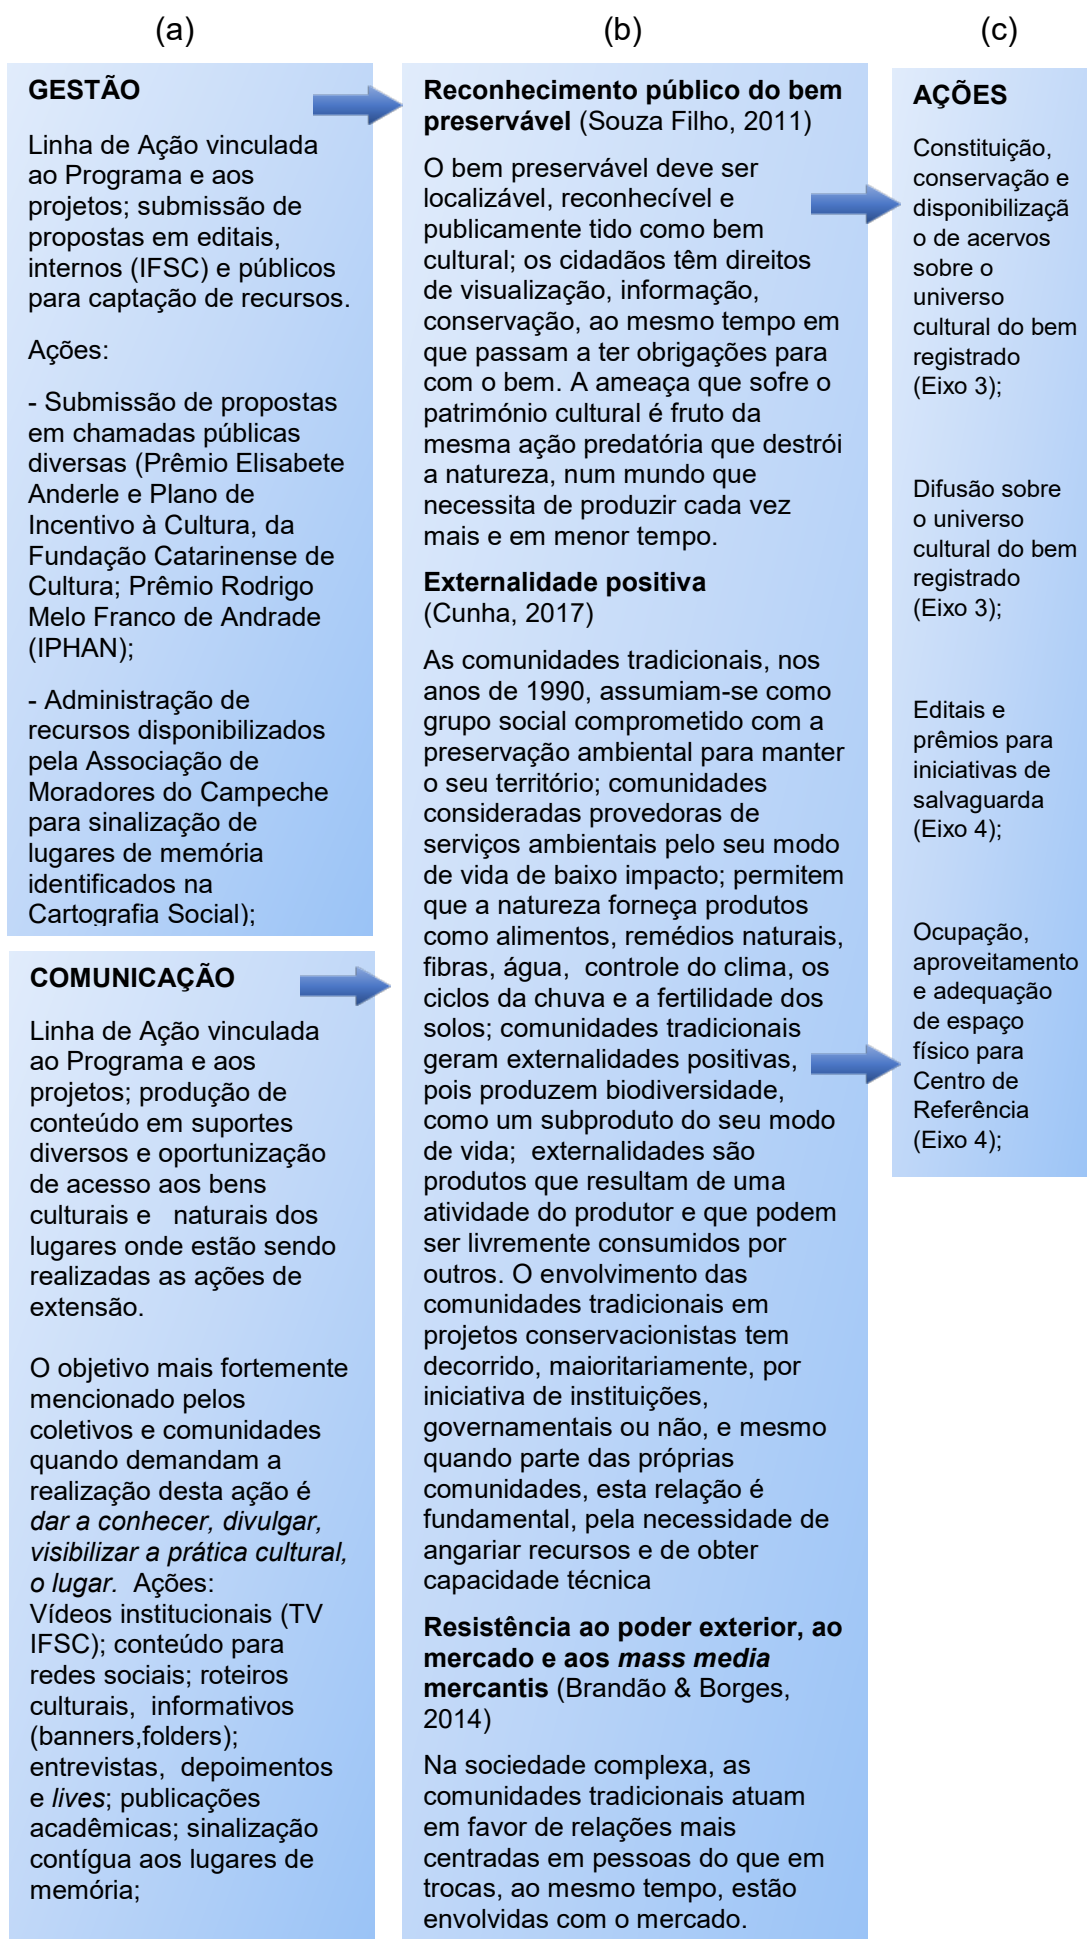 (a)
(b)
(c)
GESTÃO
Linha de Ação vinculada
ao Programa e aos
projetos; submissão de
propostas em editais,
internos (IFSC) e públicos
para captação de recursos.
Ações:
- Submissão de propostas
em chamadas públicas
diversas (Prêmio Elisabete
Anderle e Plano de
Incentivo à Cultura, da
Fundação Catarinense de
Cultura; Prêmio Rodrigo
Melo Franco de Andrade
(IPHAN);
- Administração de
recursos disponibilizados
pela Associação de
Moradores do Campeche
para sinalização de
lugares de memória
identificados na
Cartografia Social);
COMUNICAÇÃO
Linha de Ação vinculada
ao Programa e aos
projetos; produção de
conteúdo em suportes
diversos e oportunização
de acesso aos bens
culturais e naturais dos
lugares onde estão sendo
realizadas as ações de
extensão.
O objetivo mais fortemente
mencionado pelos
coletivos e comunidades
quando demandam a
realização desta ação é
dar a conhecer, divulgar,
visibilizar a prática cultural,
o lugar. Ações:
Vídeos institucionais (TV
IFSC); conteúdo para
redes sociais; roteiros
culturais, informativos
(banners,folders);
entrevistas, depoimentos
e lives; publicações
acadêmicas; sinalização
contígua aos lugares de
memória;
Reconhecimento público do bem
preservável (Souza Filho, 2011)
O bem preservável deve ser
localizável, reconhecível e
publicamente tido como bem
cultural; os cidadãos têm direitos
de visualização, informação,
conservação, ao mesmo tempo em
que passam a ter obrigações para
com o bem. A ameaça que sofre o
património cultural é fruto da
mesma ação predatória que destrói
a natureza, num mundo que
necessita de produzir cada vez
mais e em menor tempo.
Externalidade positiva
(Cunha, 2017)
As comunidades tradicionais, nos
anos de 1990, assumiam-se como
grupo social comprometido com a
preservação ambiental para manter
o seu território; comunidades
consideradas provedoras de
serviços ambientais pelo seu modo
de vida de baixo impacto; permitem
que a natureza forneça produtos
como alimentos, remédios naturais,
fibras, água, controle do clima, os
ciclos da chuva e a fertilidade dos
solos; comunidades tradicionais
geram externalidades positivas,
pois produzem biodiversidade,
como um subproduto do seu modo
de vida; externalidades são
produtos que resultam de uma
atividade do produtor e que podem
ser livremente consumidos por
outros. O envolvimento das
comunidades tradicionais em
projetos conservacionistas tem
decorrido, maioritariamente, por
iniciativa de instituições,
governamentais ou não, e mesmo
quando parte das próprias
comunidades, esta relação é
fundamental, pela necessidade de
angariar recursos e de obter
capacidade técnica
Resistência ao poder exterior, ao
mercado e aos mass media
mercantis (Brandão & Borges,
2014)
Na sociedade complexa, as
comunidades tradicionais atuam
em favor de relações mais
centradas em pessoas do que em
trocas, ao mesmo tempo, estão
envolvidas com o mercado.
AÇÕES
Constituição,
conservação e
disponibilizaçã
o de acervos
sobre o
universo
cultural do bem
registrado
(Eixo 3);
Difusão sobre
o universo
cultural do bem
registrado
(Eixo 3);
Editais e
prêmios para
iniciativas de
salvaguarda
(Eixo 4);
Ocupação,
aproveitamento
e adequação
de espaço
físico para
Centro de
Referência
(Eixo 4);